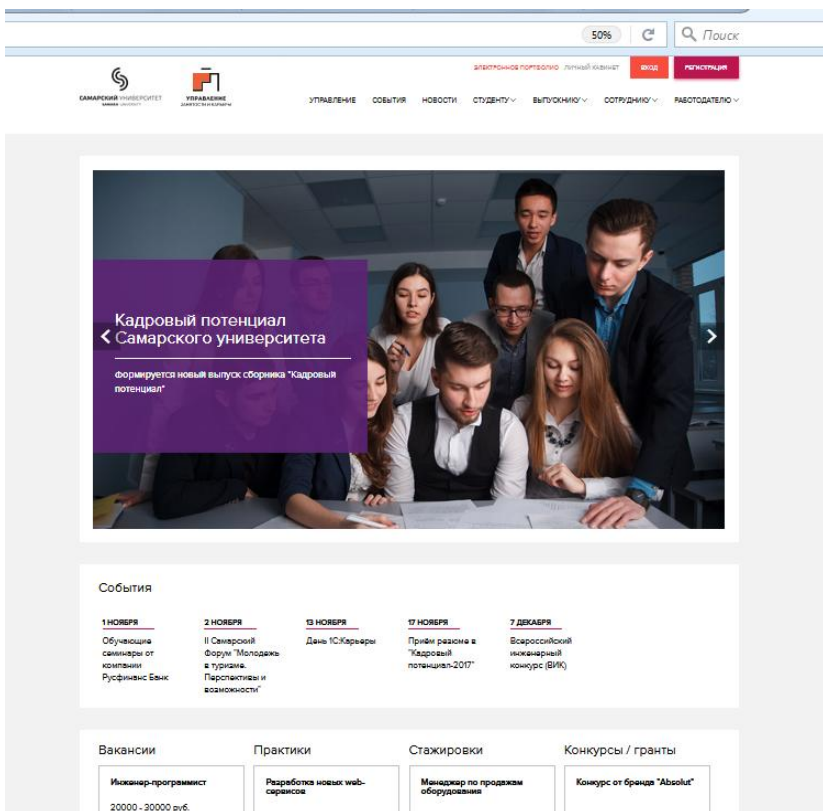 50%
Поиск
ЭЛЕКТРОННОЕ ПОРТФОЛИО ЛИЧНЫЙ КАБИНЕТ ВХОД РЕГИСТРАЦИЯ
САМАРСКИЙ УНИВЕРСИТЕТ
SAMARA UNIVERSITY
УПРАВЛЕНИЕ
ЗАНЯТОСТИ И КАРЬЕРЫ
УПРАВЛЕНИЕ СОБЫТИЯ НОВОСТИ СТУДЕНТУ ВЫПУСКНИКУ СОТРУДНИКУ РАБОТОДАТЕЛЮ
Кадровый потенциал
Самарского университета
Формируется новый выпуск сборника "Кадровый
потенциал"
События
1 НОЯБРЯ
Обучающие
семинары от
компании
Русфинанс Банк
2 НОЯБРЯ
II Самарский
Форум "Молодежь
в туризме.
Перспективы и
возможности"
13 НОЯБРЯ
День 1С:Карьеры
17 НОЯБРЯ
Приём резюме в
"Кадровый
потенциал-2017"
7 ДЕКАБРЯ
Всероссийский
инженерный
конкурс (ВИК)
Вакансии
Инженер-программист
20000 - 30000 руб.
Практики
Разработка новых web-
сервисов
Стажировки
Менеджер по продажам
оборудования
Конкурсы / гранты
Конкурс от бренда "Absolut"